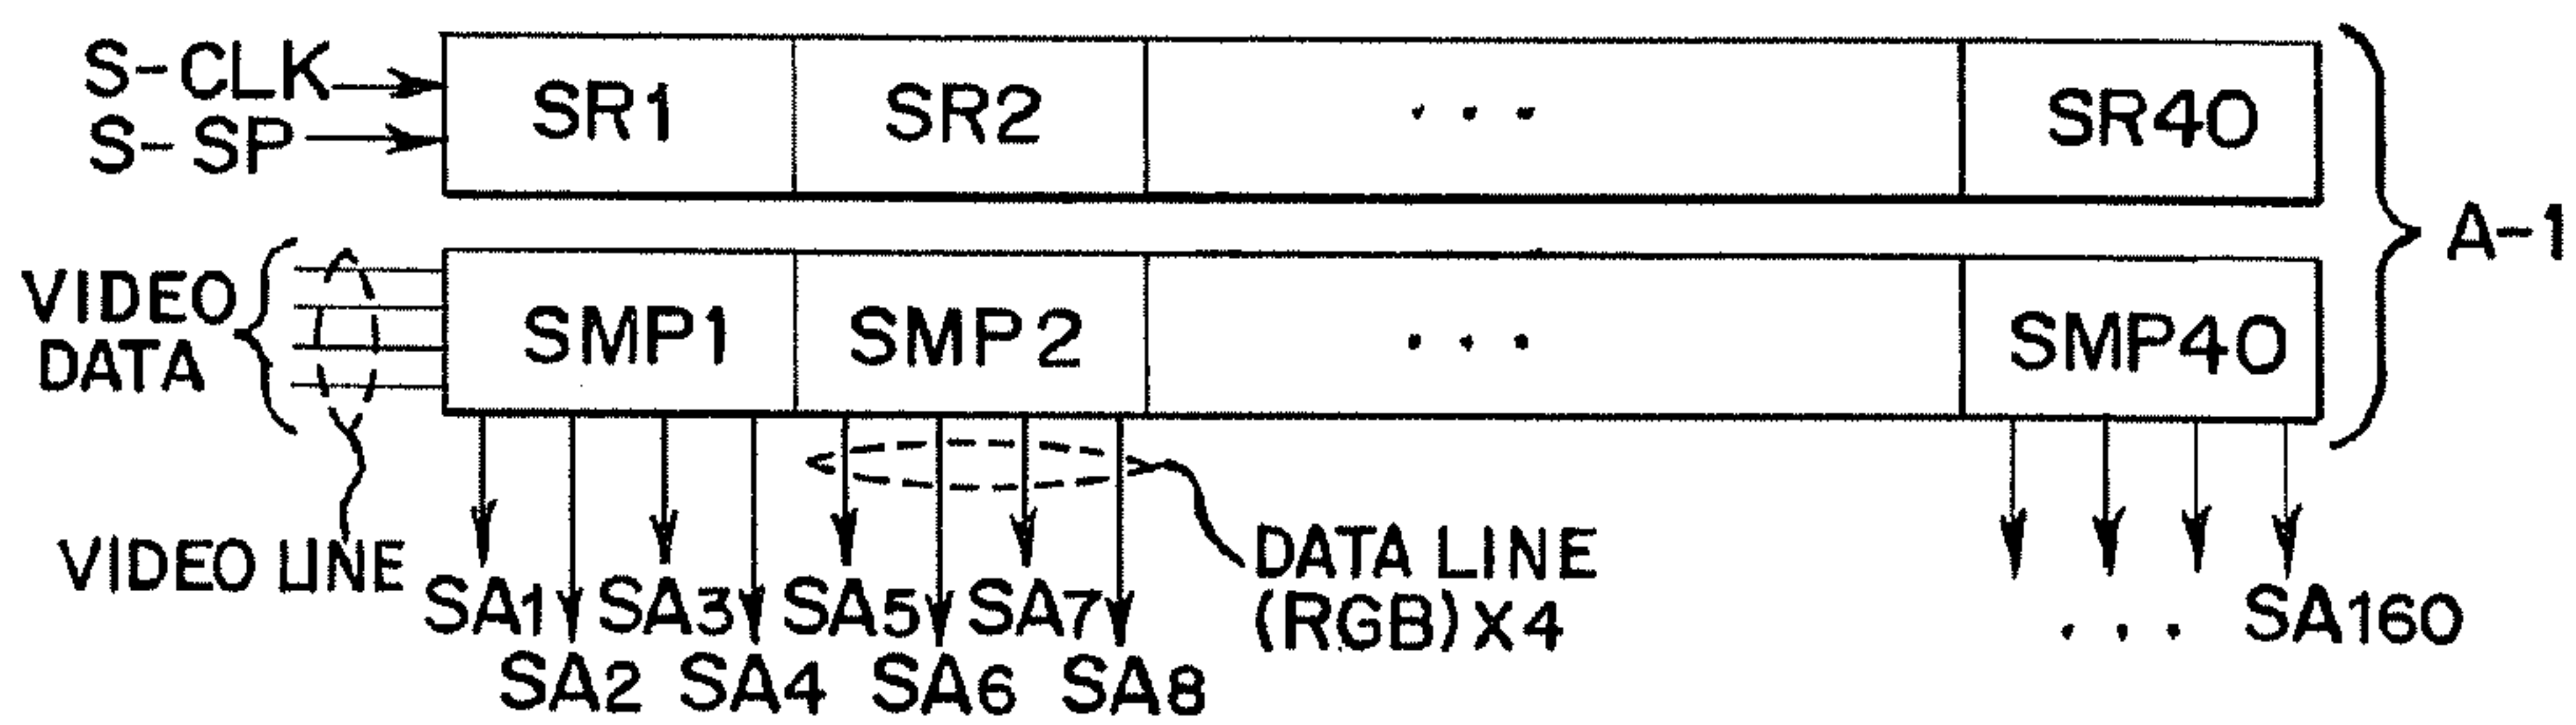 S-CLK
S-SP
SR1
SR2
...
SR40
A-1
VIDEO
DATA
SMP1
SMP2
...
SMP40
VIDEO LINE
SA1
SA2
SA3
SA4
SA5
SA6
SA7
SA8
DATA LINE
(RGB)X4
...
SA160